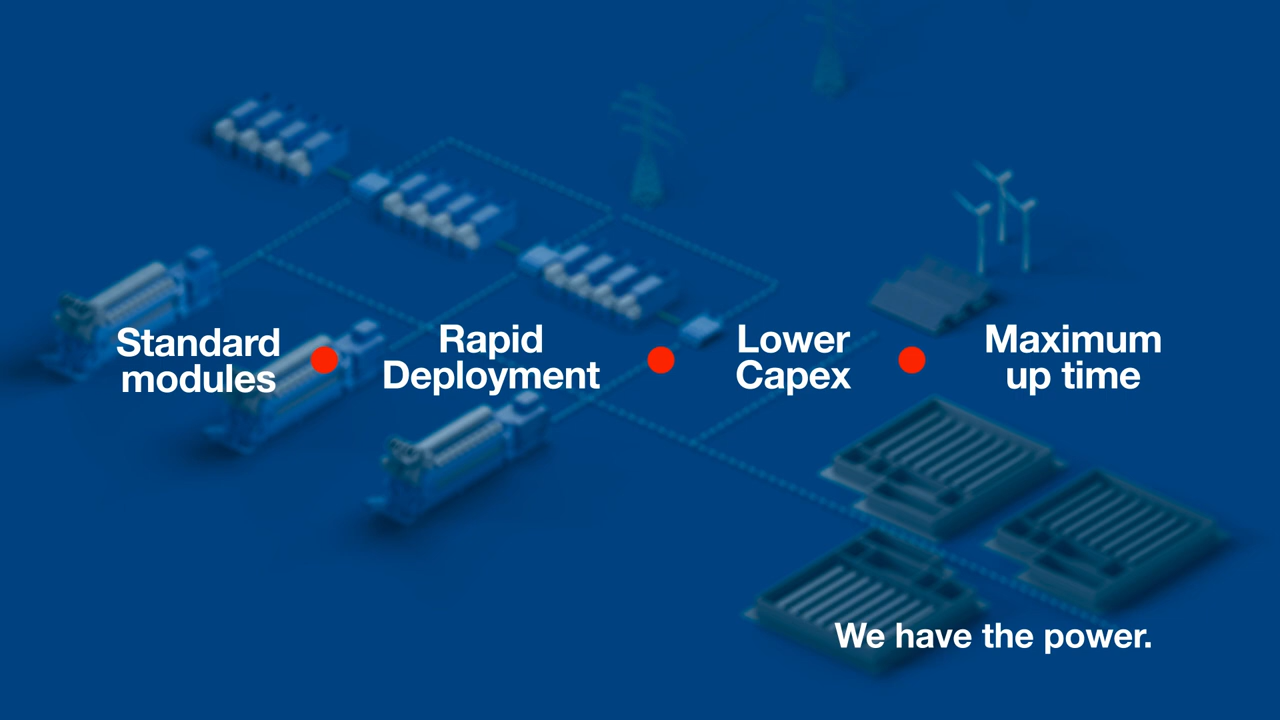 Standard
modules
Rapid
Deployment
Lower
Capex
Maximum
up time
We have the power.